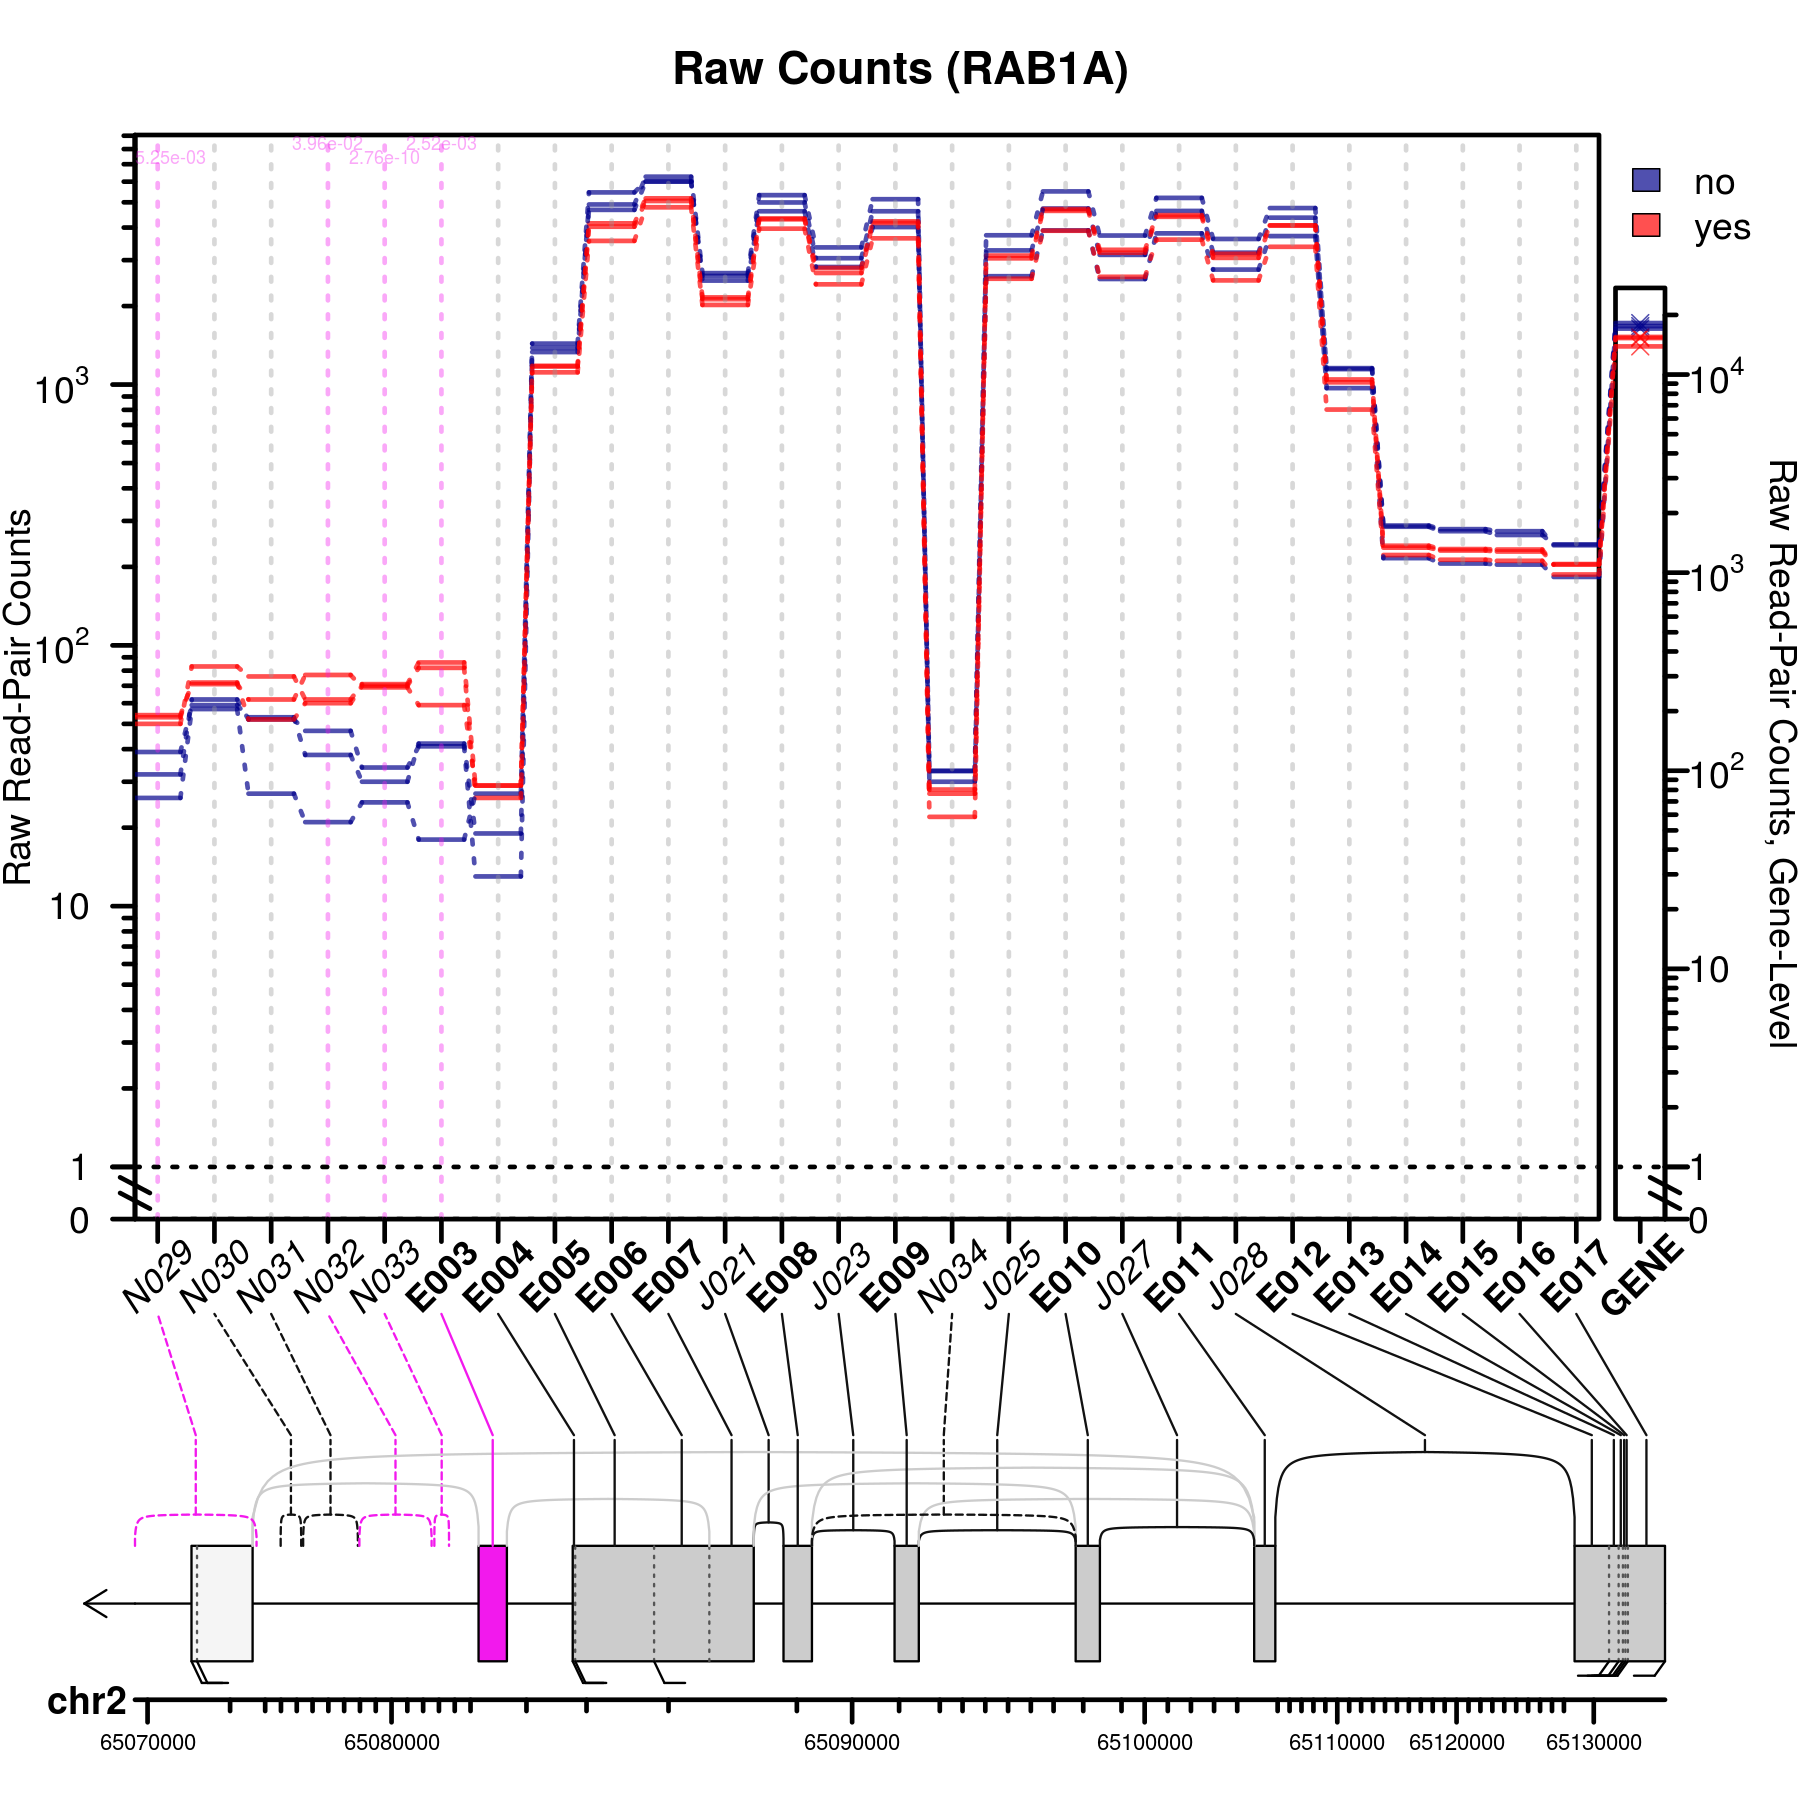 Raw Counts (RAB1A)
3.96e-02 2.52e-03
5.25e-03 2.76e-10
no
yes
Raw Read-Pair Counts
10^3
10^2
10
1
0
10^4
10^3
10^2
10
1
0
Raw Read-Pair Counts, Gene-Level
N029 N030 N031 N032 N033 E003 E004 E005 E006 E007 J021 E008 J023 E009 N034 J025 E010 J027 E011 J028 E012 E013 E014 E015 E016 E017 GENE
chr2
65070000 65080000 65090000 65100000 65110000 65120000 65130000